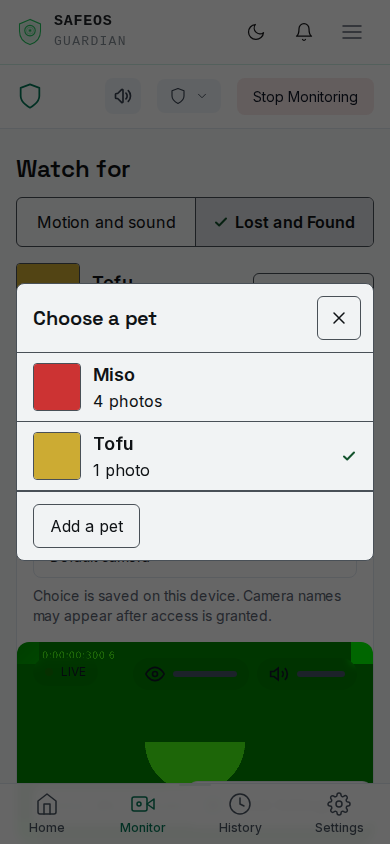 SAFEOS
GUARDIAN
Stop Monitoring
Watch for
Motion and sound
Lost and Found
Tofu
Choose a pet
Miso
4 photos
Tofu
1 photo
Add a pet
Default camera
Choice is saved on this device. Camera names
may appear after access is granted.
LIVE
Home
Monitor
History
Settings